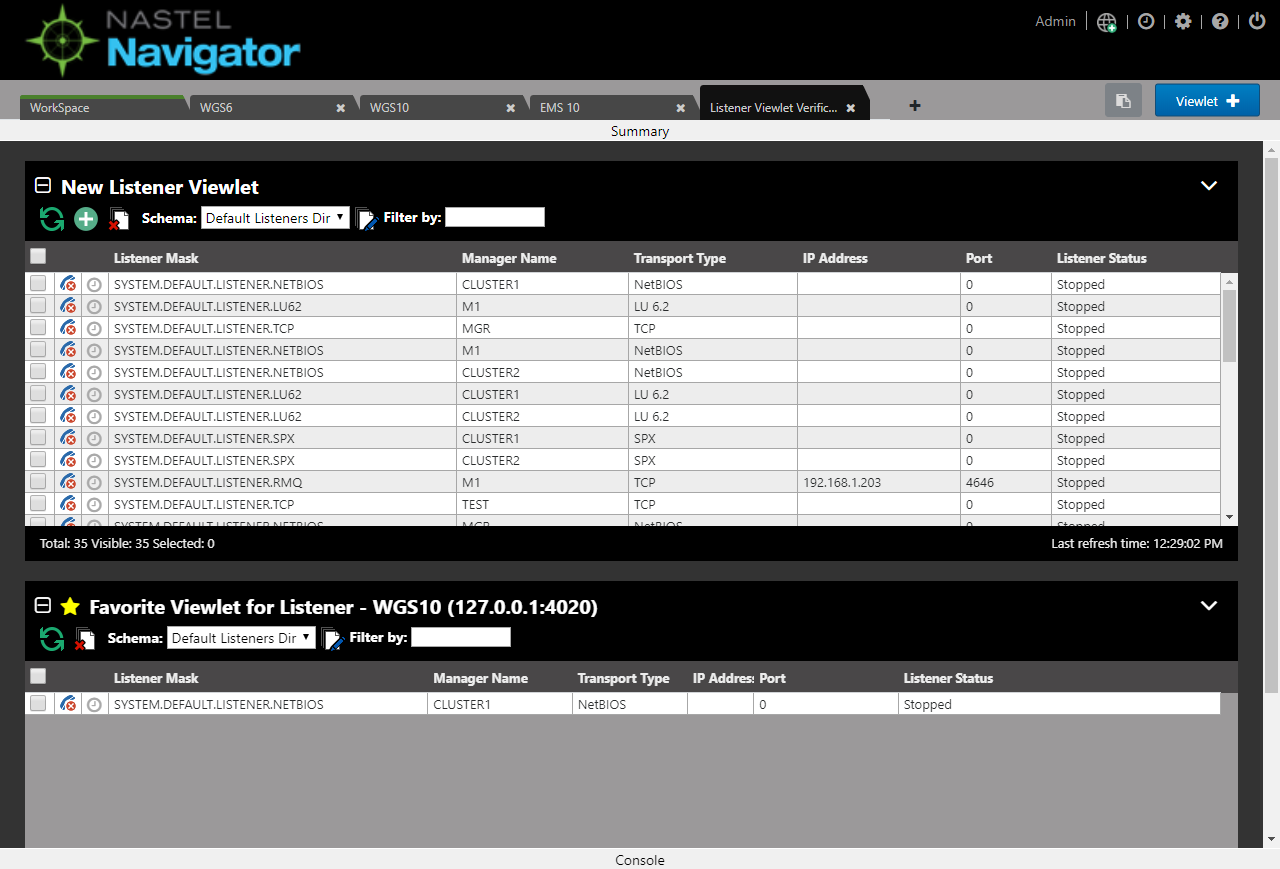 NASTEL
Navigator
Admin
WorkSpace WGS6 WGS10 EMS 10 Listener Viewlet Verific... Viewlet
Summary
New Listener Viewlet
Schema: Default Listeners Dir Filter by:
Listener Mask Manager Name Transport Type IP Address Port Listener Status
SYSTEM.DEFAULT.LISTENER.NETBIOS CLUSTER1 NetBIOS 0 Stopped
SYSTEM.DEFAULT.LISTENER.LU62 M1 LU 6.2 0 Stopped
SYSTEM.DEFAULT.LISTENER.TCP MGR TCP 0 Stopped
SYSTEM.DEFAULT.LISTENER.NETBIOS M1 NetBIOS 0 Stopped
SYSTEM.DEFAULT.LISTENER.NETBIOS CLUSTER2 NetBIOS 0 Stopped
SYSTEM.DEFAULT.LISTENER.LU62 CLUSTER1 LU 6.2 0 Stopped
SYSTEM.DEFAULT.LISTENER.LU62 CLUSTER2 LU 6.2 0 Stopped
SYSTEM.DEFAULT.LISTENER.SPX CLUSTER1 SPX 0 Stopped
SYSTEM.DEFAULT.LISTENER.SPX CLUSTER2 SPX 0 Stopped
SYSTEM.DEFAULT.LISTENER.RMQ M1 TCP 192.168.1.203 4646 Stopped
SYSTEM.DEFAULT.LISTENER.TCP TEST TCP 0 Stopped
SYSTEM.DEFAULT.LISTENER.NETBIOS MGR NetBIOS 0 Stopped
Total: 35 Visible: 35 Selected: 0 Last refresh time: 12:29:02 PM
Favorite Viewlet for Listener - WGS10 (127.0.0.1:4020)
Schema: Default Listeners Dir Filter by:
Listener Mask Manager Name Transport Type IP Address Port Listener Status
SYSTEM.DEFAULT.LISTENER.NETBIOS CLUSTER1 NetBIOS 0 Stopped
Console